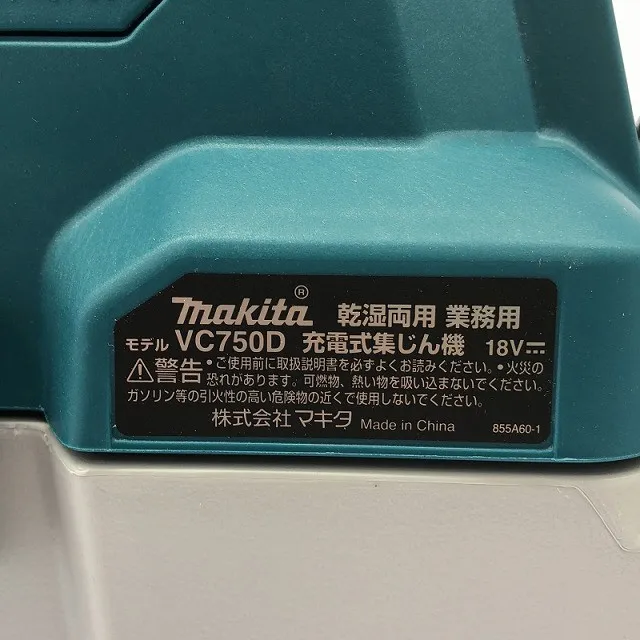 makita® 乾湿両用 業務用
モデル VC750D 充電式集じん機 18V⎓
⚠警告 ・ご使用前に取扱説明書を必ずよくお読みください。・火災の
恐れがあります。可燃物、熱い物を吸い込まないでください。
ガソリン等の引火性の高い危険物の近くで使用しないでください。
株式会社 マキタ Made in China 855A60-1